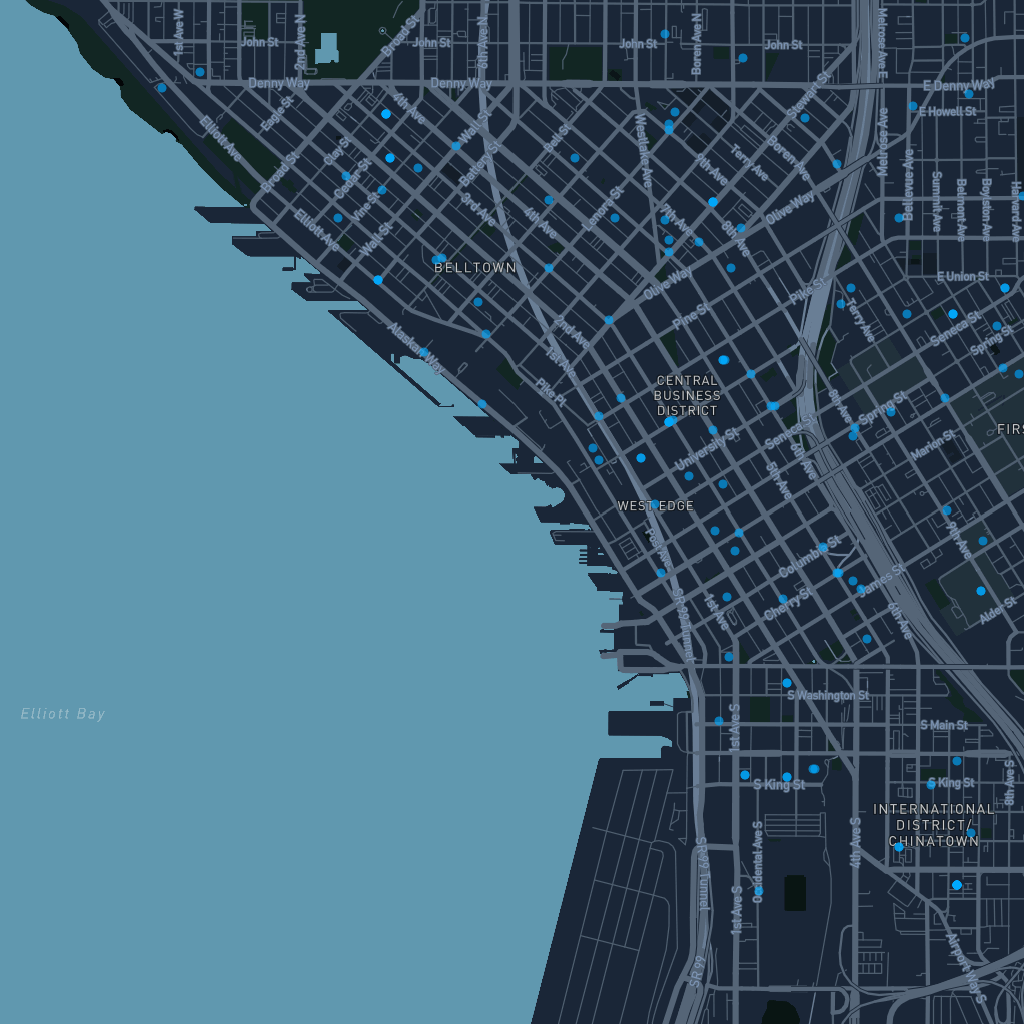 1st Ave W
John St
2nd Ave N
Broad St
John St
6th Ave N
John St
Boren Ave N
John St
Melrose Ave E
Denny Way
Denny Way
E Denny Way
Eagle St
4th Ave
Wall St
Bell St
Westlake Ave
Stewart St
E Howell St
Elliott Ave
Clay St
Cedar St
Battery St
9th Ave
Terry Ave
Boren Ave
Melrose Ave
Bellevue Ave
Summit Ave
Belmont Ave
Boylston Ave
Harvard Ave
Broad St
Vine St
3rd Ave
4th Ave
Lenora St
7th Ave
8th Ave
Olive Way
Elliott Ave
Wall St
BELLTOWN
Olive Way
Pike St
E Union St
Terry Ave
Seneca St
Spring St
Alaskan Way
2nd Ave
1st Ave
Pine St
Pike Pl
CENTRAL
BUSINESS
DISTRICT
9th Ave
Spring St
University St
Seneca St
5th Ave
6th Ave
Marion St
FIRS
WEST EDGE
Post Ave
Columbia St
9th Ave
SR 99 Tunnel
1st Ave
Cherry St
James St
6th Ave
Alder St
S Washington St
Elliott Bay
1st Ave S
S Main St
S King St
S King St
8th Ave S
INTERNATIONAL
DISTRICT/
CHINATOWN
SR 99 Tunnel
Occidental Ave S
4th Ave S
1st Ave S
SR 99
Airport Way S